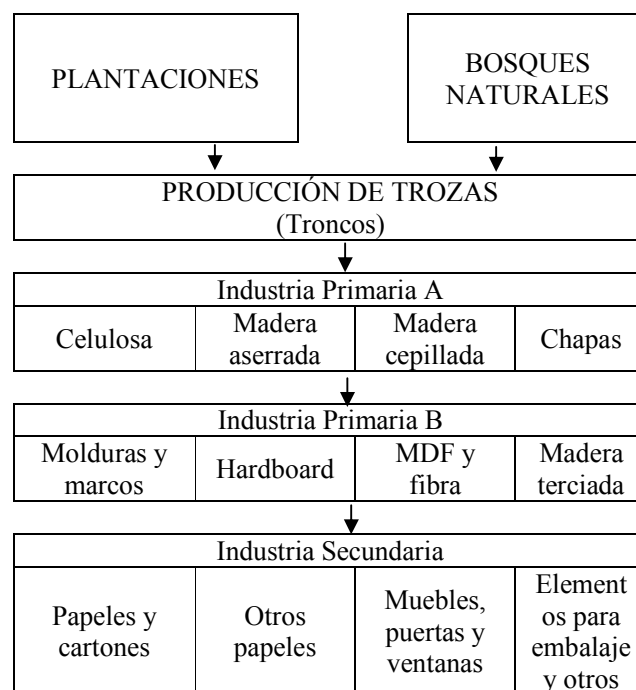 PLANTACIONES
BOSQUES
NATURALES
PRODUCCIÓN DE TROZAS
(Troncos)
Industria Primaria A
Celulosa
Madera
aserrada
Madera
cepillada
Chapas
Industria Primaria B
Molduras y
marcos
Hardboard
MDF y
fibra
Madera
terciada
Industria Secundaria
Papeles y
cartones
Otros
papeles
Muebles,
puertas y
ventanas
Element
os para
embalaje
y otros